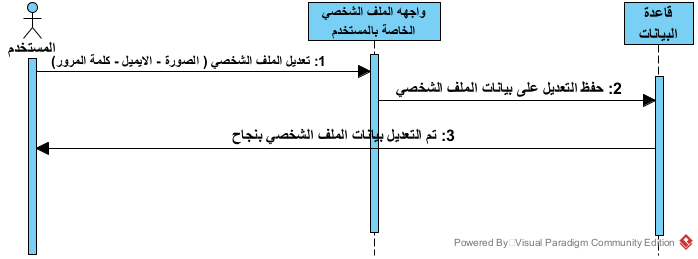 المستخدم
واجهه الملف الشخصي
الخاصة بالمستخدم
قاعدة
البيانات
1: تعديل الملف الشخصي ( الصورة - الايميل - كلمة المرور)
2: حفظ التعديل على بيانات الملف الشخصي
3: تم التعديل بيانات الملف الشخصي بنجاح
Powered By Visual Paradigm Community Edition